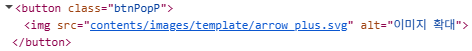 <button class="btnPopP">
<img src="contents/images/template/arrow_plus.svg" alt="이미지 확대">
</button>